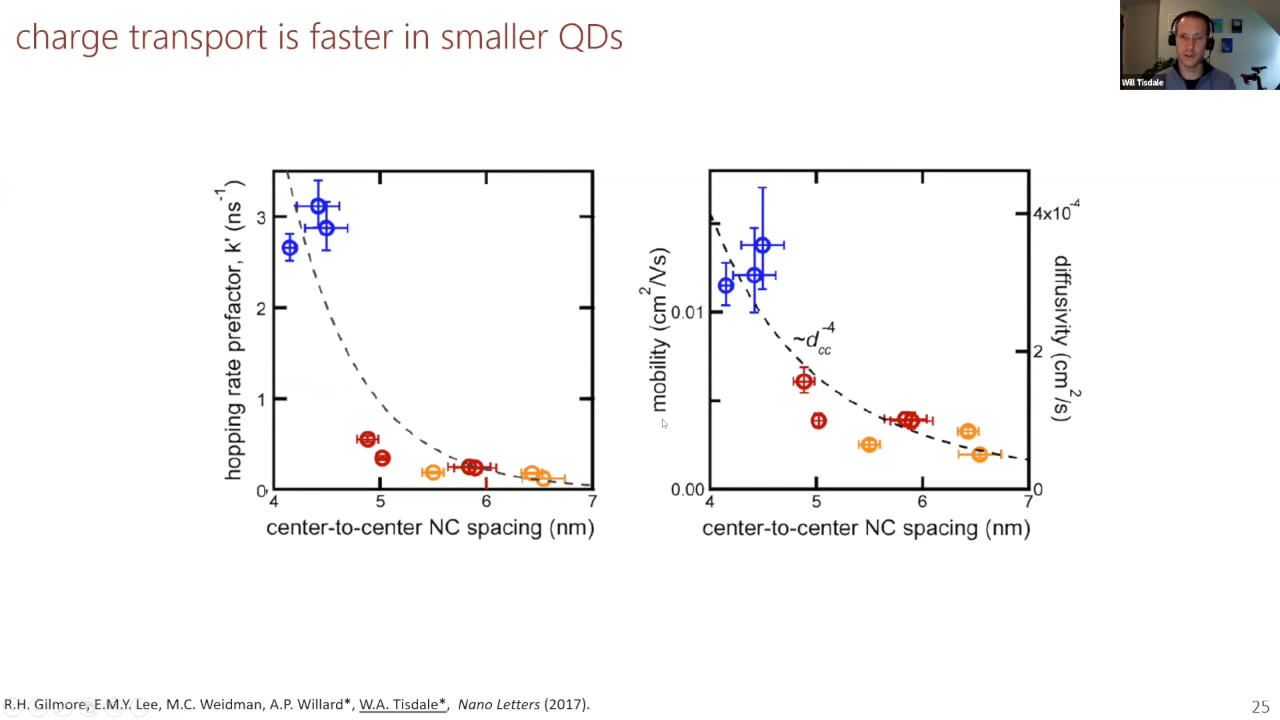 charge transport is faster in smaller QDs
Will Tisdale
hopping rate prefactor, k' (ns⁻¹)
3
2
1
0
4
5
6
7
center-to-center NC spacing (nm)
mobility (cm²/Vs)
0.01
0.00
~d_cc⁻⁴
4x10⁻⁴
2
0
diffusivity (cm²/s)
4
5
6
7
center-to-center NC spacing (nm)
R.H. Gilmore, E.M.Y. Lee, M.C. Weidman, A.P. Willard*, W.A. Tisdale*, Nano Letters (2017).
25